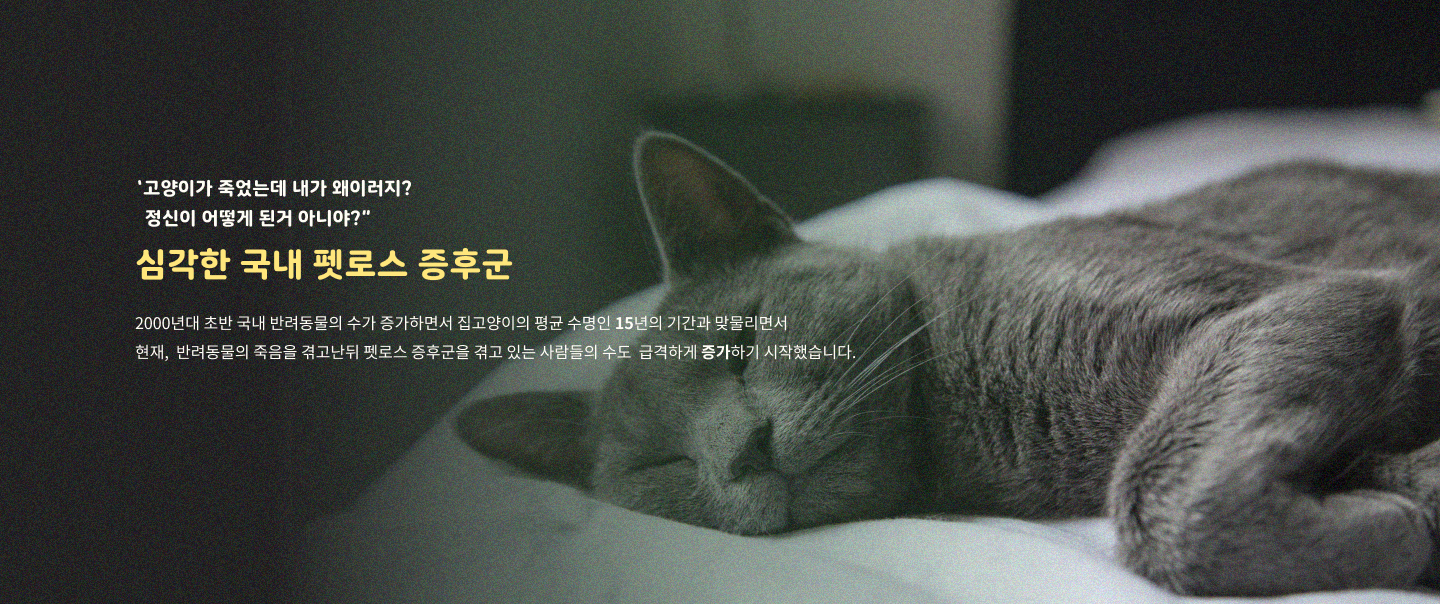 ‘고양이가 죽었는데 내가 왜이러지?
정신이 어떻게 된거 아니야?”
심각한 국내 펫로스 증후군
2000년대 초반 국내 반려동물의 수가 증가하면서 집고양이의 평균 수명인 15년의 기간과 맞물리면서
현재, 반려동물의 죽음을 겪고난뒤 펫로스 증후군을 겪고 있는 사람들의 수도 급격하게 증가하기 시작했습니다.